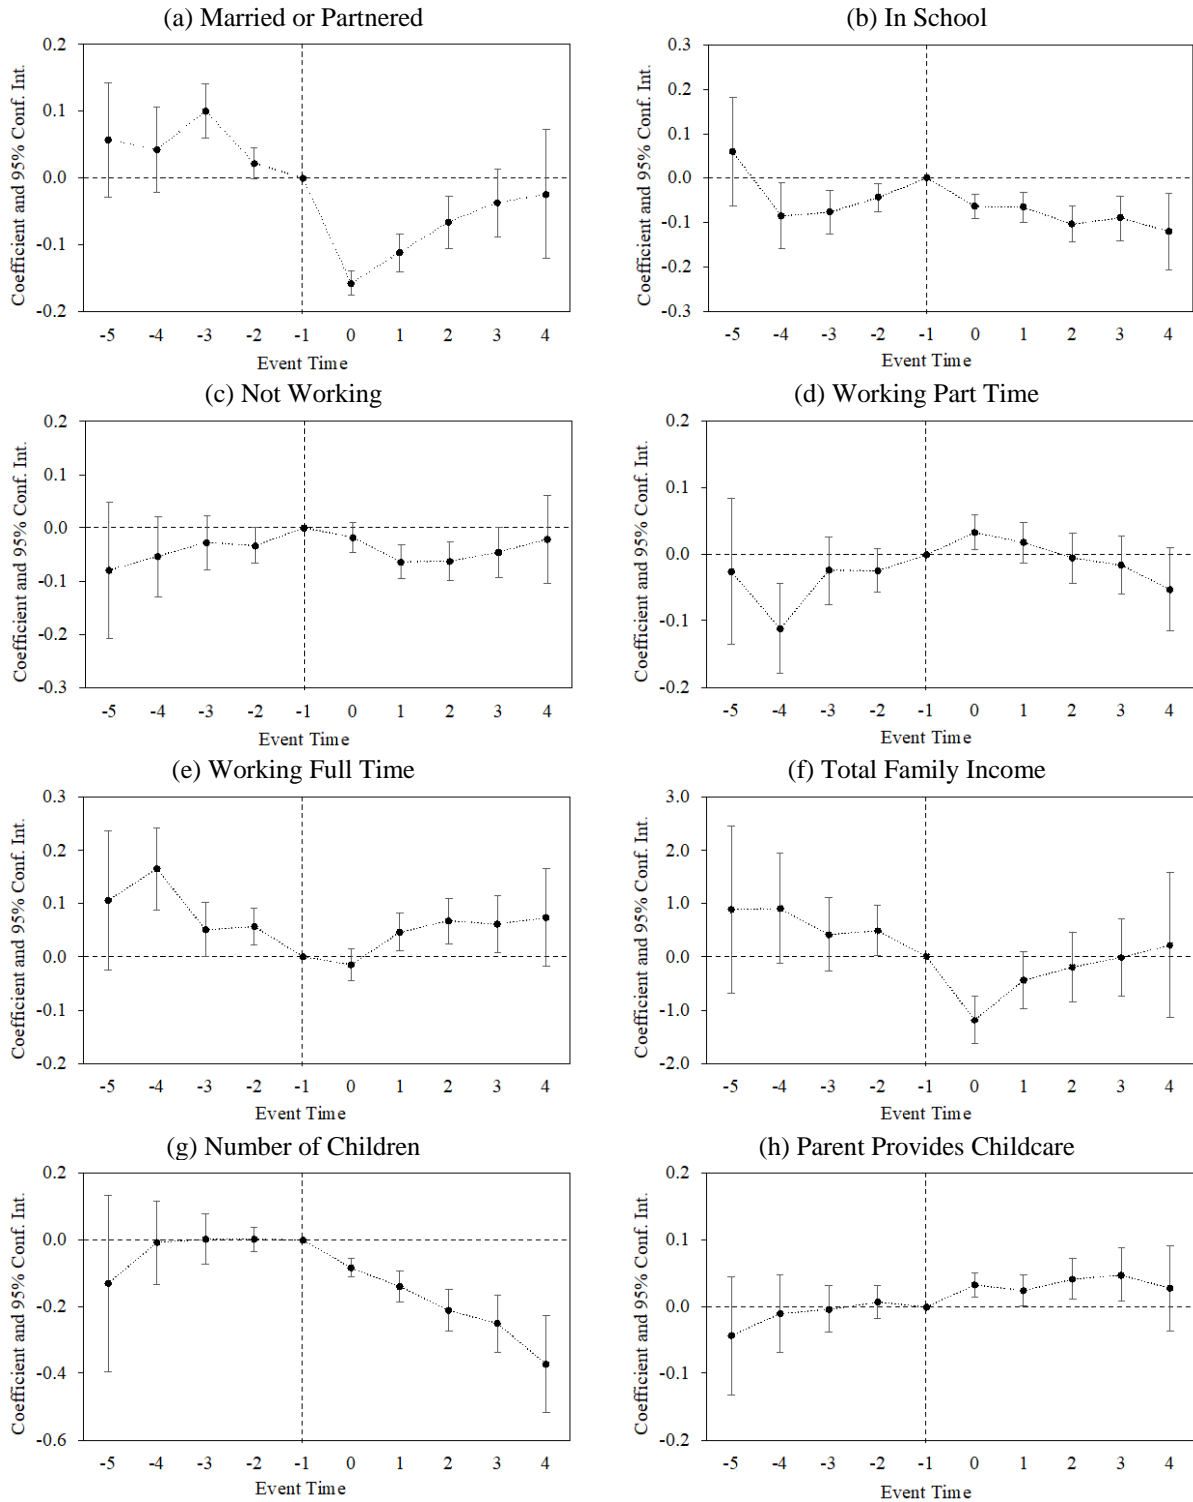 (a) Married or Partnered
Coefficient and 95% Conf. Int.
0.2
0.1
0.0
-0.1
-0.2
-5 -4 -3 -2 -1 0 1 2 3 4
Event Time
(b) In School
Coefficient and 95% Conf. Int.
0.3
0.2
0.1
0.0
-0.1
-0.2
-0.3
-5 -4 -3 -2 -1 0 1 2 3 4
Event Time
(c) Not Working
Coefficient and 95% Conf. Int.
0.2
0.1
0.0
-0.1
-0.2
-0.3
-5 -4 -3 -2 -1 0 1 2 3 4
Event Time
(d) Working Part Time
Coefficient and 95% Conf. Int.
0.2
0.1
0.0
-0.1
-0.2
-5 -4 -3 -2 -1 0 1 2 3 4
Event Time
(e) Working Full Time
Coefficient and 95% Conf. Int.
0.3
0.2
0.1
0.0
-0.1
-0.2
-5 -4 -3 -2 -1 0 1 2 3 4
Event Time
(f) Total Family Income
Coefficient and 95% Conf. Int.
3.0
2.0
1.0
0.0
-1.0
-2.0
-5 -4 -3 -2 -1 0 1 2 3 4
Event Time
(g) Number of Children
Coefficient and 95% Conf. Int.
0.2
0.0
-0.2
-0.4
-0.6
-5 -4 -3 -2 -1 0 1 2 3 4
Event Time
(h) Parent Provides Childcare
Coefficient and 95% Conf. Int.
0.2
0.1
0.0
-0.1
-0.2
-5 -4 -3 -2 -1 0 1 2 3 4
Event Time